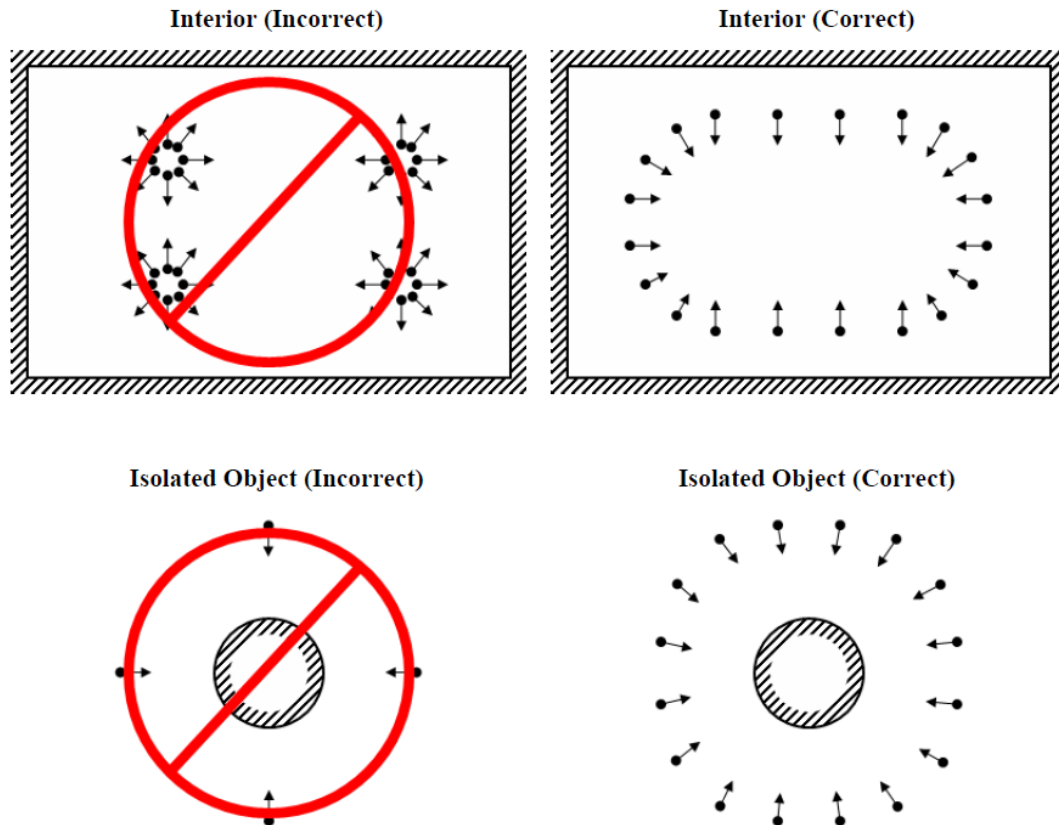 Interior (Incorrect)
Interior (Correct)
Isolated Object (Incorrect)
Isolated Object (Correct)